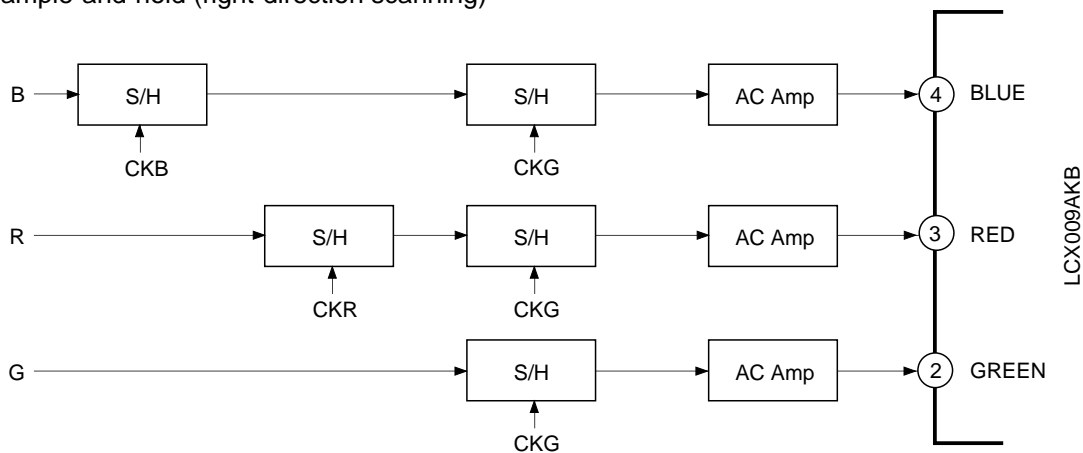 ample-and-hold (right-direction scanning)
B
S/H
S/H
AC Amp
4
BLUE
CKB
CKG
R
S/H
S/H
AC Amp
3
RED
CKR
CKG
G
S/H
AC Amp
2
GREEN
CKG
LCX009AKB